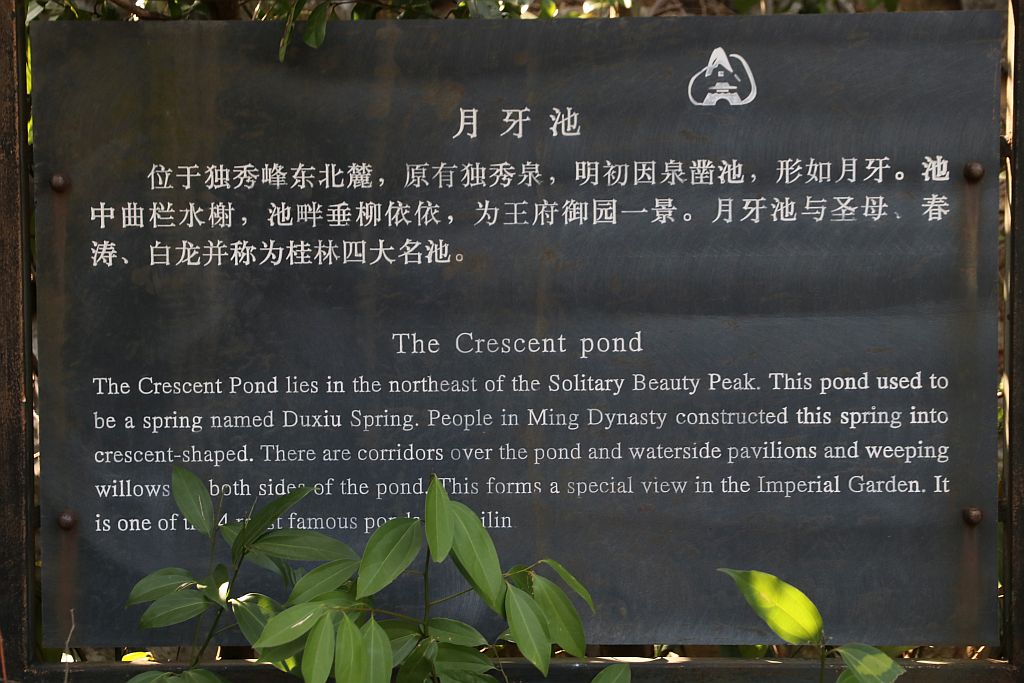 月牙池
位于独秀峰东北麓，原有独秀泉，明初因泉凿池，形如月牙。池
中曲栏水榭，池畔垂柳依依，为王府御园一景。月牙池与圣母、春
涛、白龙并称为桂林四大名池。
The Crescent pond
The Crescent Pond lies in the northeast of the Solitary Beauty Peak. This pond used to
be a spring named Duxiu Spring. People in Ming Dynasty constructed this spring into
crescent-shaped. There are corridors over the pond and waterside pavilions and weeping
willows both sides of the pond. This forms a special view in the Imperial Garden. It
is one of 4 most famous